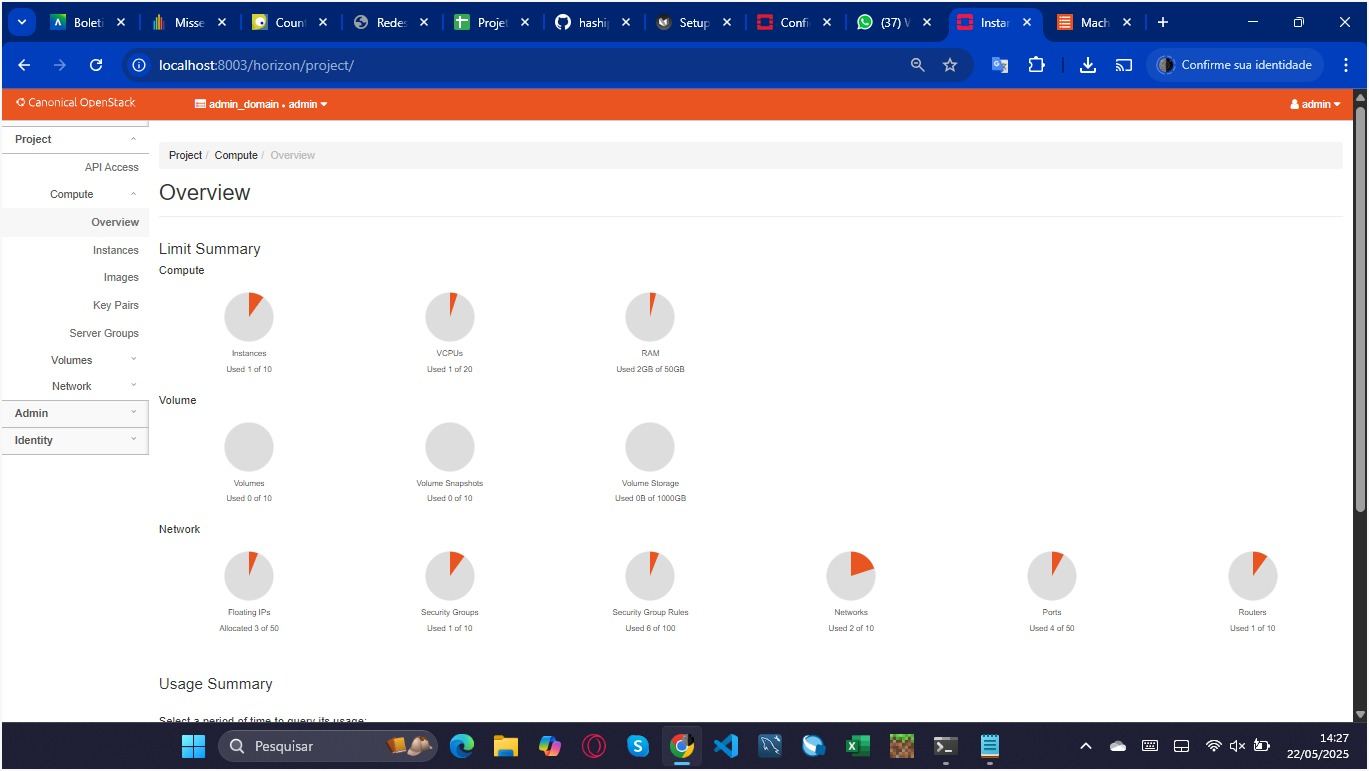 Boleti
Misse
Count
Redes
Projet
haship
Setup
Confi
(37) W
Instar
Mach
localhost:8003/horizon/project/
Confirme sua identidade
Canonical OpenStack
admin_domain • admin
admin
Project
API Access
Compute
Overview
Instances
Images
Key Pairs
Server Groups
Volumes
Network
Admin
Identity
Project / Compute / Overview
Overview
Limit Summary
Compute
Instances
Used 1 of 10
VCPUs
Used 1 of 20
RAM
Used 2GB of 50GB
Volume
Volumes
Used 0 of 10
Volume Snapshots
Used 0 of 10
Volume Storage
Used 0B of 1000GB
Network
Floating IPs
Allocated 3 of 50
Security Groups
Used 1 of 10
Security Group Rules
Used 6 of 100
Networks
Used 2 of 10
Ports
Used 4 of 50
Routers
Used 1 of 10
Usage Summary
Select a period of time to query its usage:
Pesquisar
14:27
22/05/2025